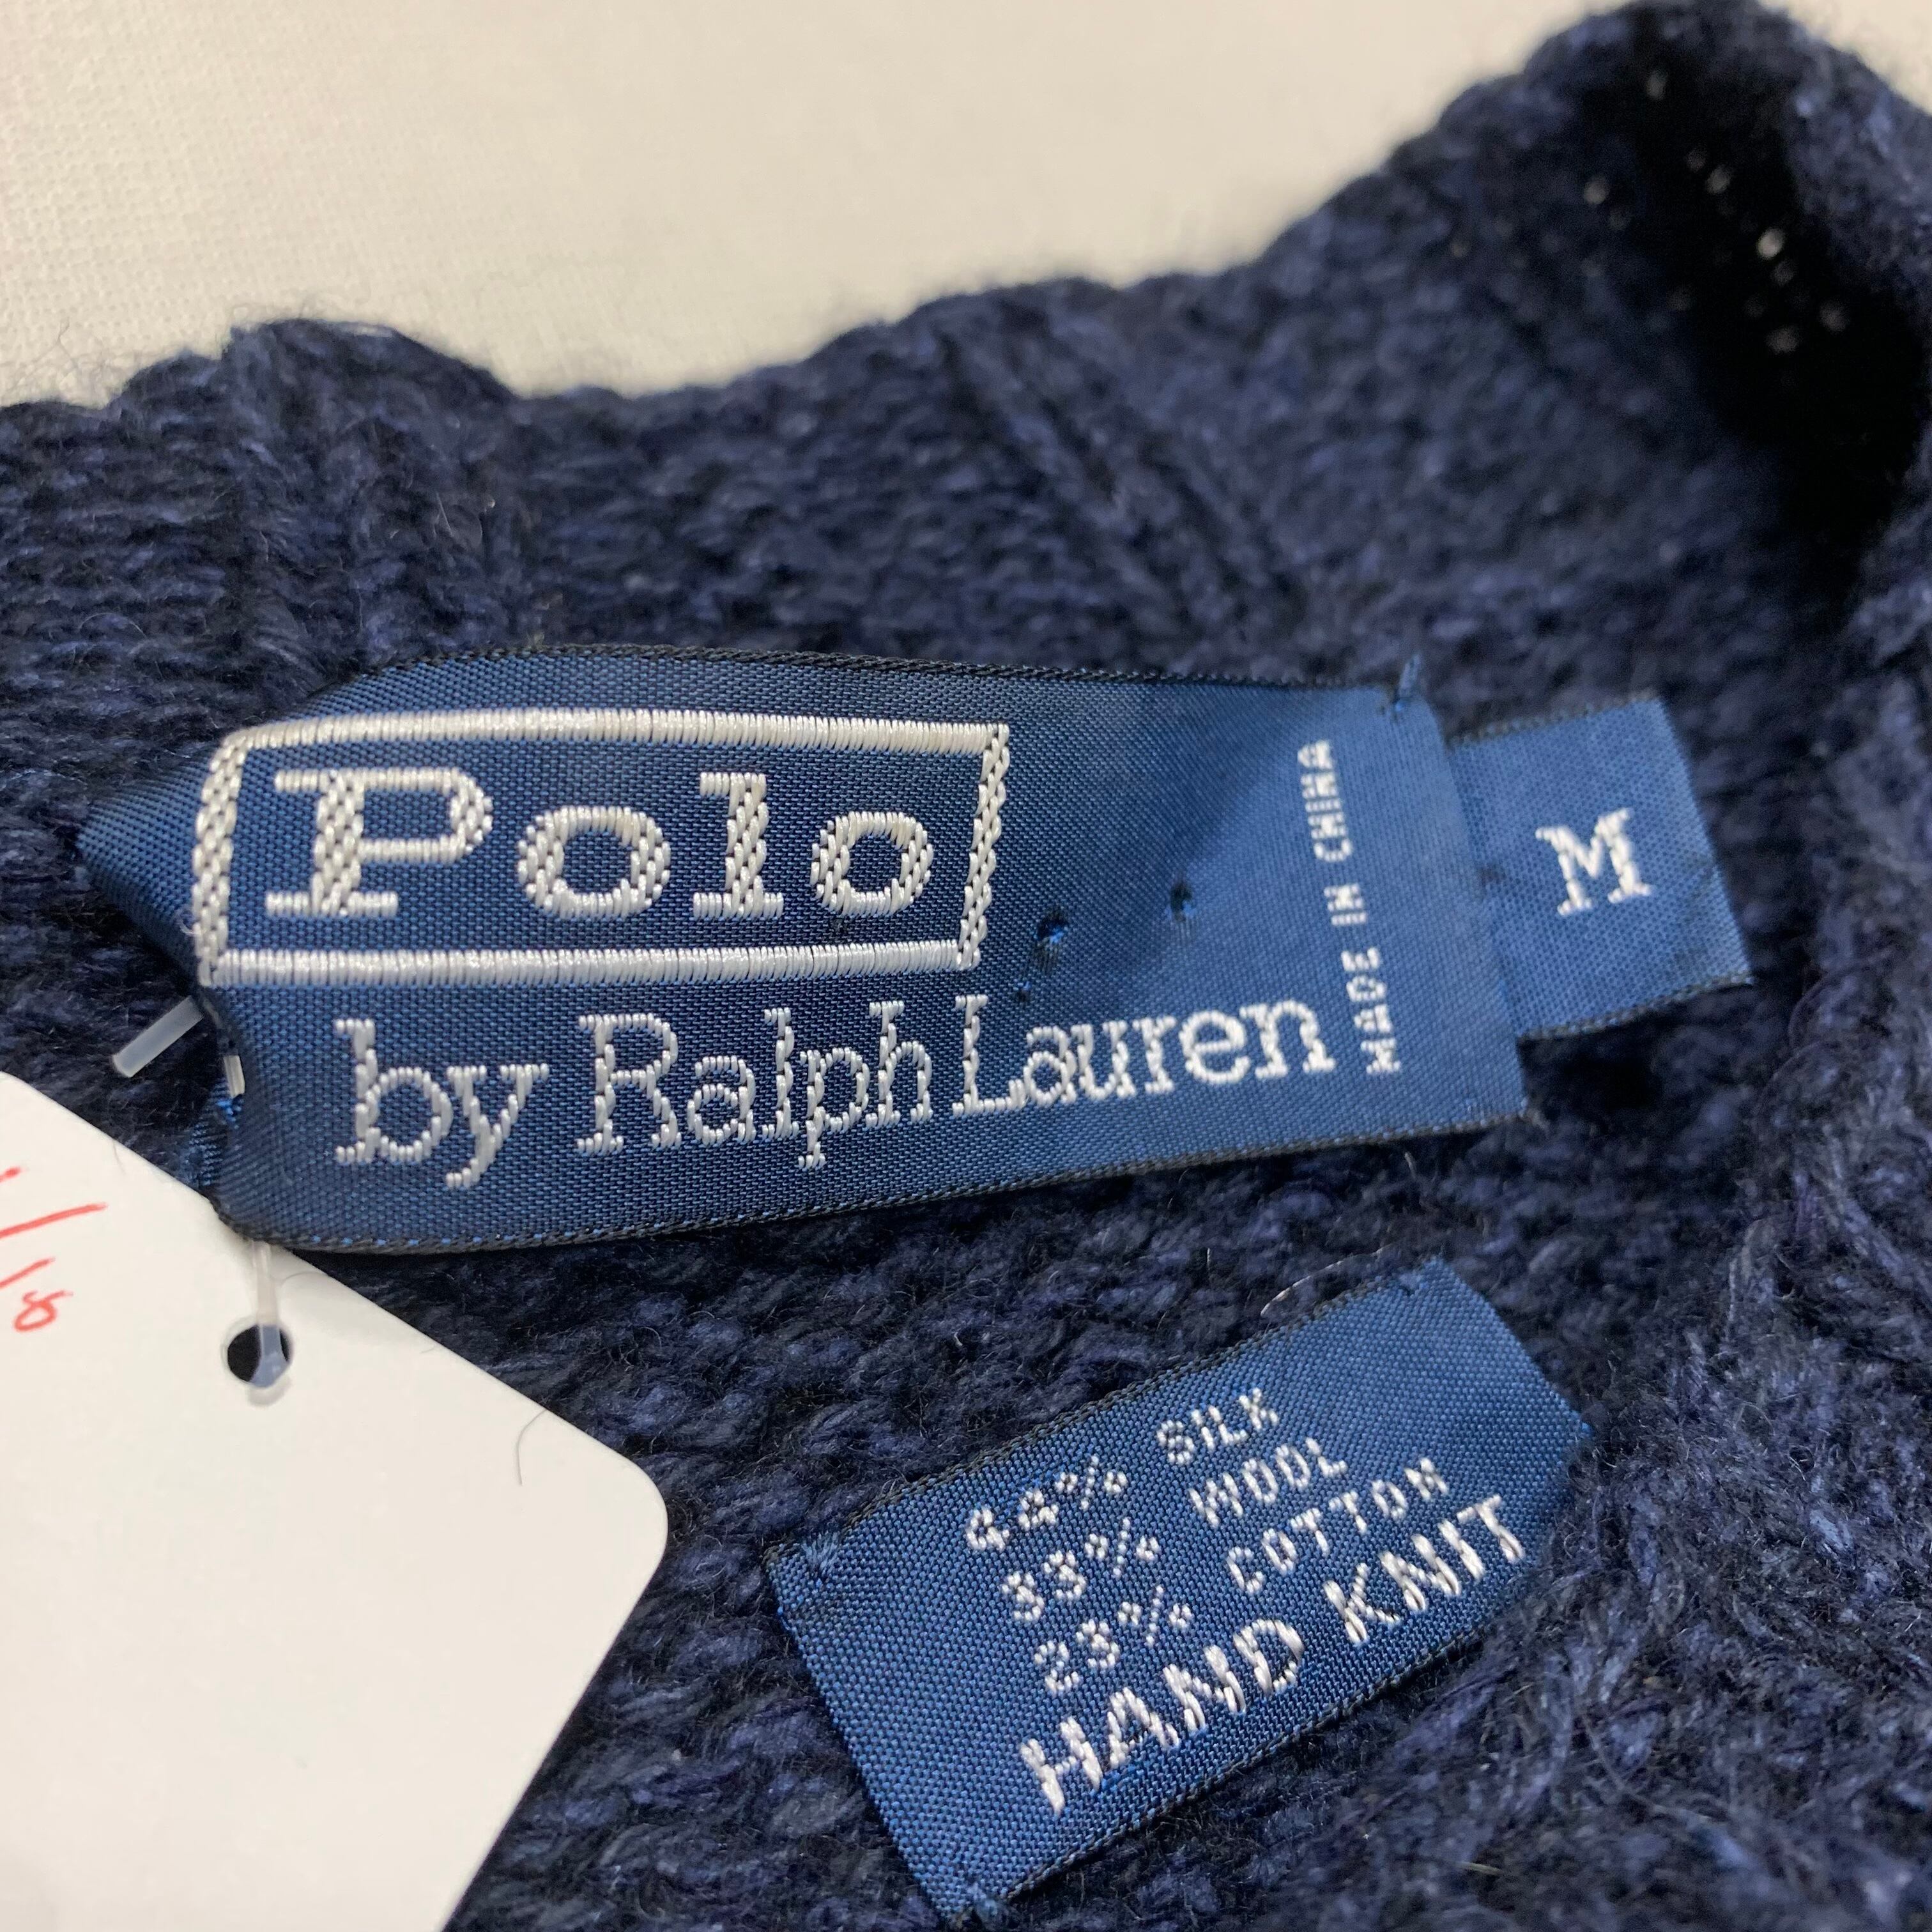 Polo
by Ralph Lauren
MADE IN CHINA
M
44% SILK
33% WOOL
23% COTTON
HAND KNIT